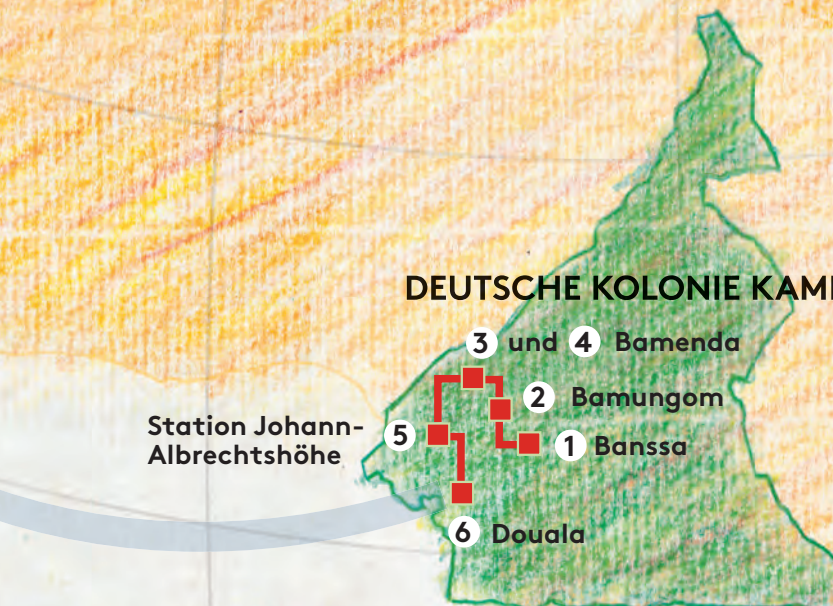 DEUTSCHE KOLONIE KAM
3 und 4 Bamenda
2 Bamungom
Station Johann-
Albrechtshöhe
5
1 Banssa
6 Douala